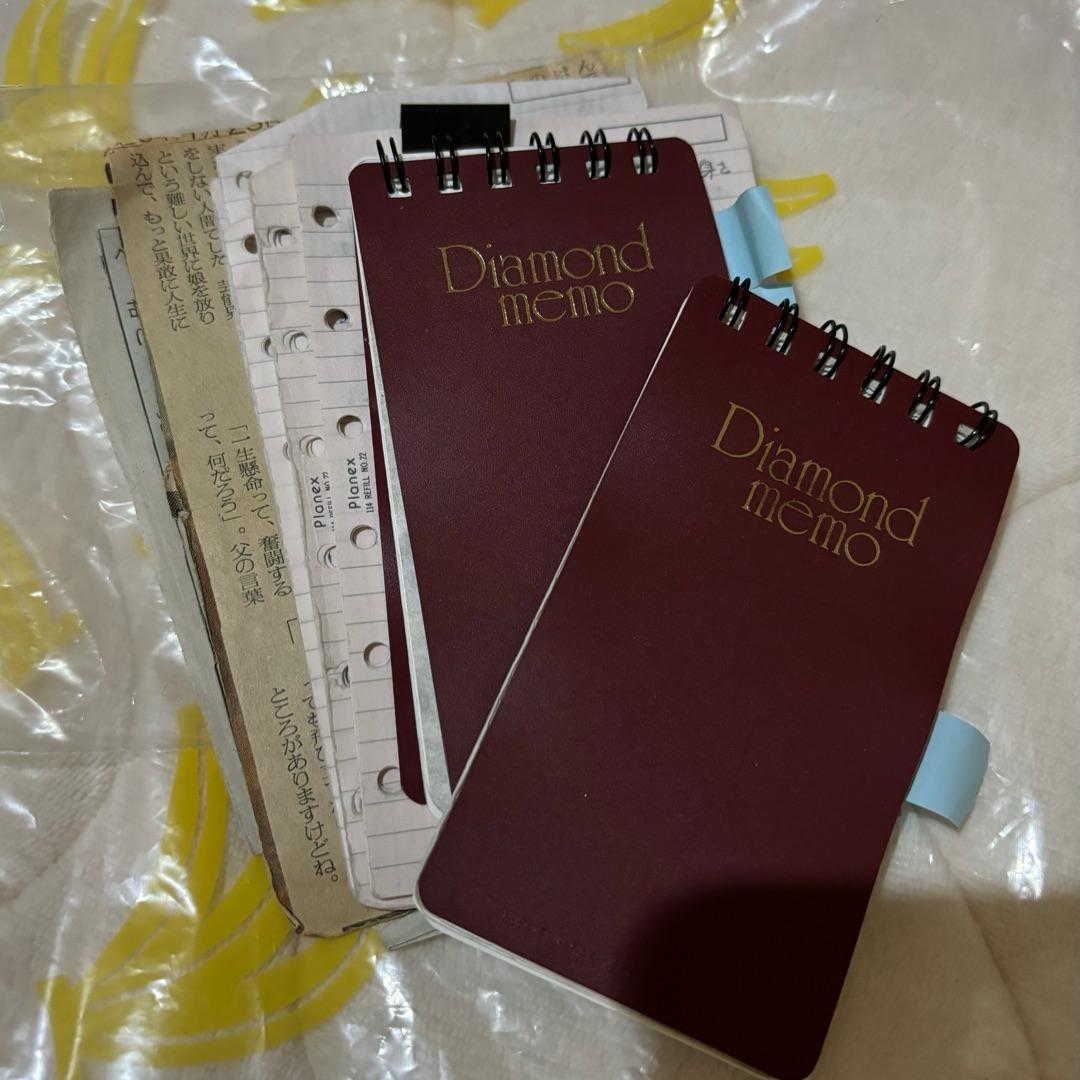 Diamond
memo
Diamond
memo
Planex
114 REFILL NO.22
Planex
REFILL NO.22
をしない人間でした
という難しい世界に娘を放り
込んで、もっと果敢に人生に
「一生懸命って、奮闘する
って、何だろう」。父の言葉
「
ところがありますけどね。